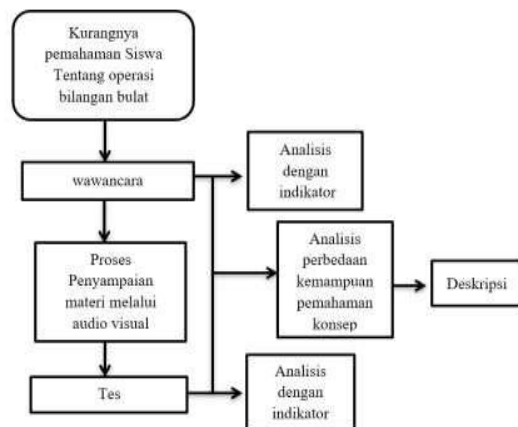 Kurangnya
pemahaman Siswa
Tentang operasi
bilangan bulat
wawancara
Analisis
dengan
indikator
Proses
Penyampaian
materi melalui
audio visual
Analisis
perbedaan
kemampuan
pemahaman
konsep
Deskripsi
Tes
Analisis
dengan
indikator